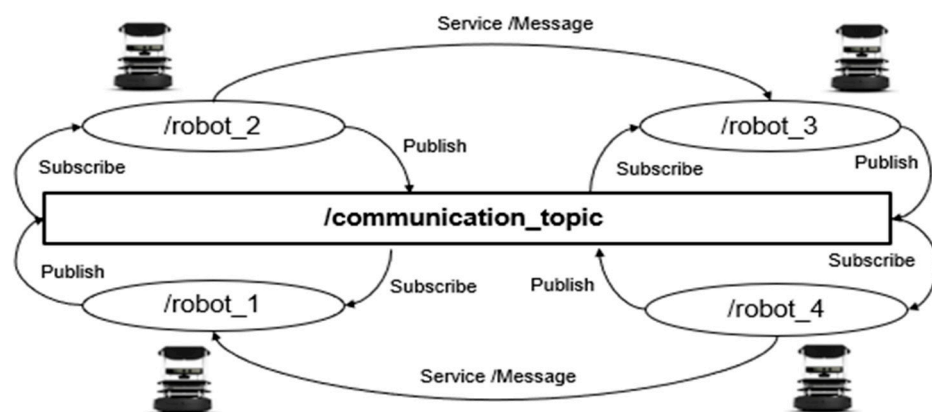 Service /Message
/robot_2
/robot_3
Publish
Subscribe
Subscribe
Publish
/communication_topic
Publish
Subscribe
Publish
Subscribe
/robot_1
/robot_4
Service /Message